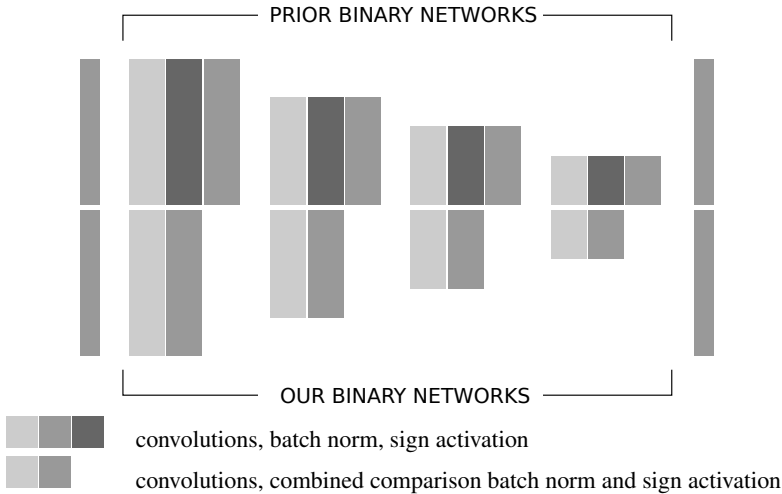 PRIOR BINARY NETWORKS
OUR BINARY NETWORKS
convolutions, batch norm, sign activation
convolutions, combined comparison batch norm and sign activation